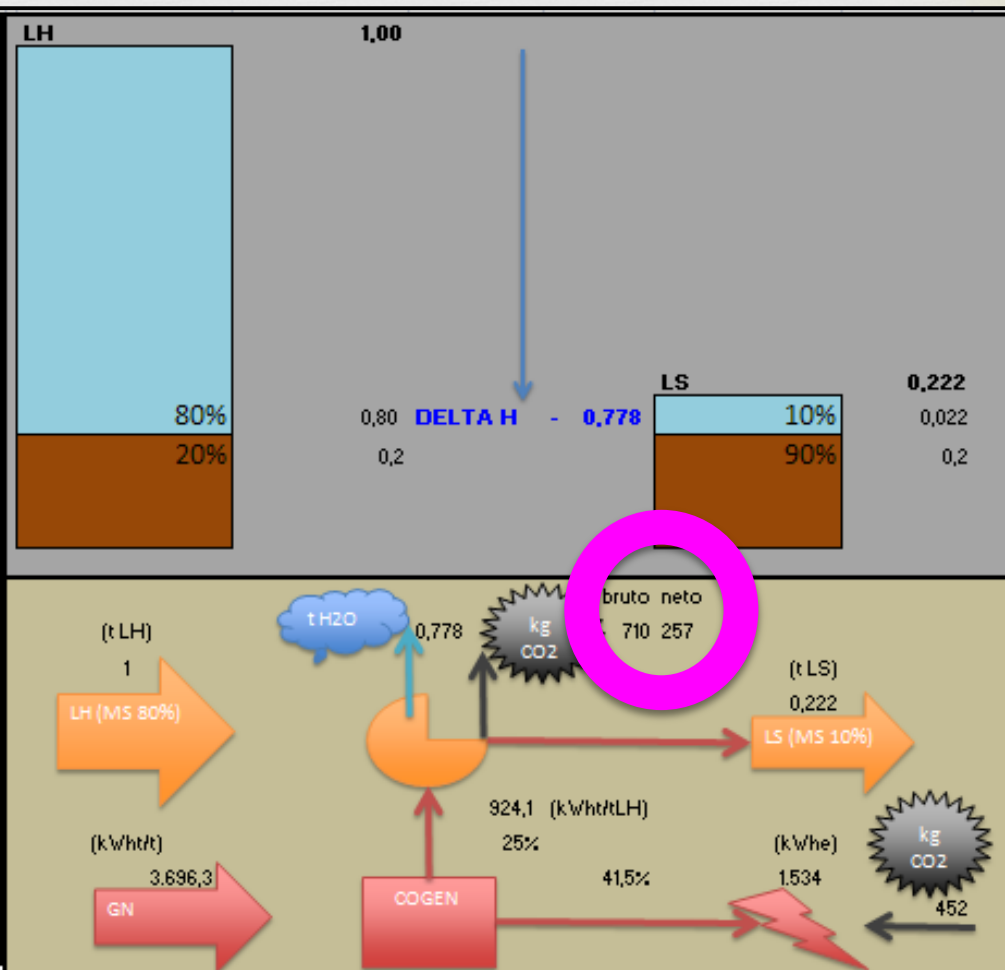 LH 1,00
LS 0,222
80% 0,80 DELTA H - 0,778 10% 0,022
20% 0,2 90% 0,2
bruto neto
(t LH) t H2O 0,778 kg CO2 710 257
1
(t LS)
0,222
LH (MS 80%) LS (MS 10%)
924,1 (kWht/tLH)
(kWht/t) 25% (kWhe) kg CO2
3.696,3 41,5% 1.534
GN COGEN 452